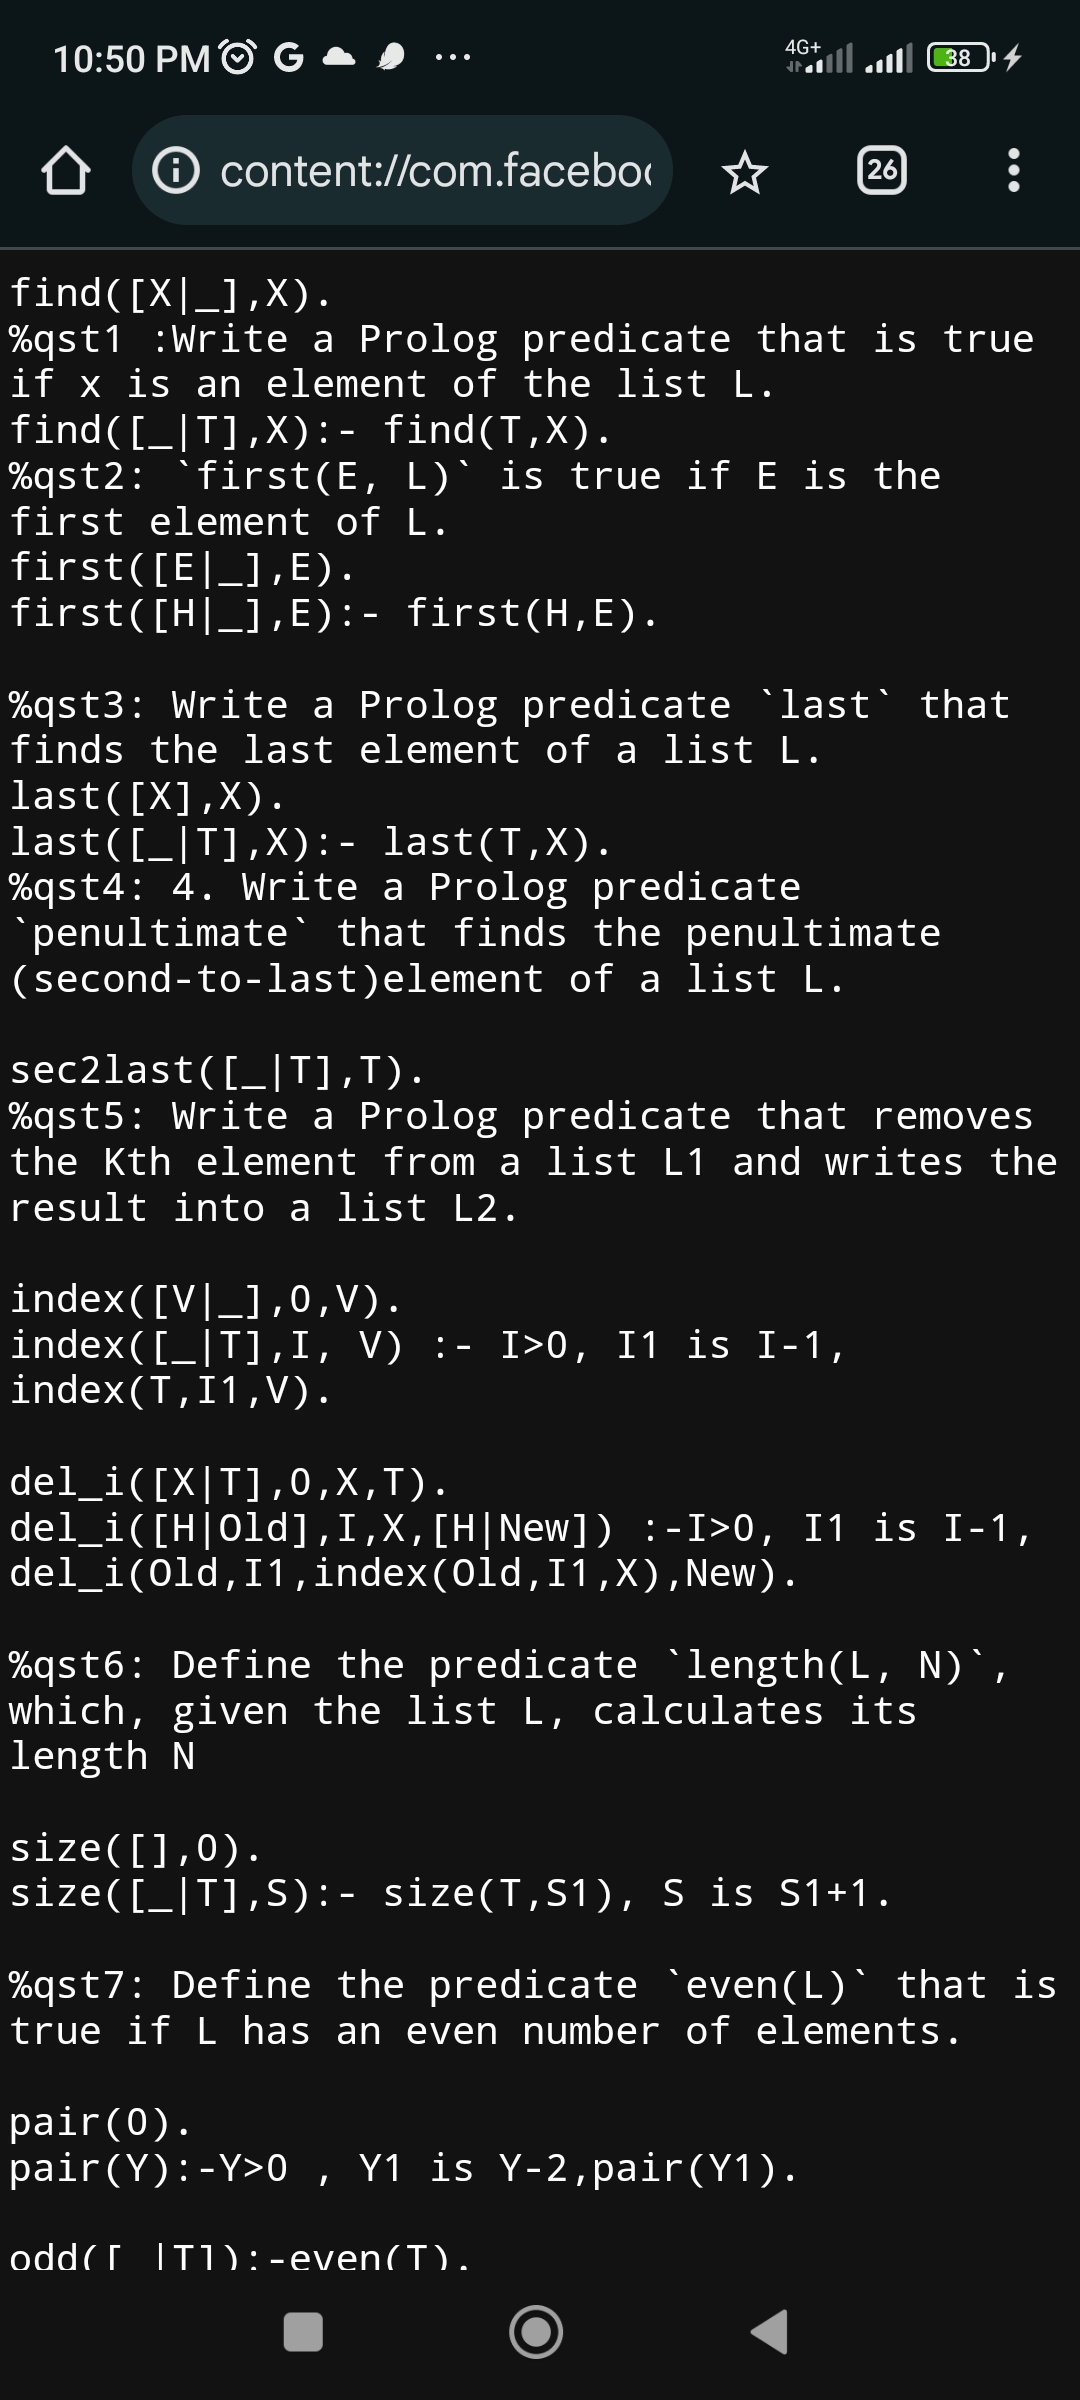 10:50 PM G ...
4G+ 38
content://com.faceboo
26
find([X|_],X).
%qst1 :Write a Prolog predicate that is true
if x is an element of the list L.
find([_|T],X):- find(T,X).
%qst2: `first(E, L)` is true if E is the
first element of L.
first([E|_],E).
first([H|_],E):- first(H,E).
%qst3: Write a Prolog predicate `last` that
finds the last element of a list L.
last([X],X).
last([_|T],X):- last(T,X).
%qst4: 4. Write a Prolog predicate
`penultimate` that finds the penultimate
(second-to-last)element of a list L.
sec2last([_|T],T).
%qst5: Write a Prolog predicate that removes
the Kth element from a list L1 and writes the
result into a list L2.
index([V|_],0,V).
index([_|T],I, V) :- I>0, I1 is I-1,
index(T,I1,V).
del_i([X|T],0,X,T).
del_i([H|Old],I,X,[H|New]) :-I>0, I1 is I-1,
del_i(Old,I1,index(Old,I1,X),New).
%qst6: Define the predicate `length(L, N)`,
which, given the list L, calculates its
length N
size([],0).
size([_|T],S):- size(T,S1), S is S1+1.
%qst7: Define the predicate `even(L)` that is
true if L has an even number of elements.
pair(0).
pair(Y):-Y>0 , Y1 is Y-2,pair(Y1).
odd([_|T]):-even(T).